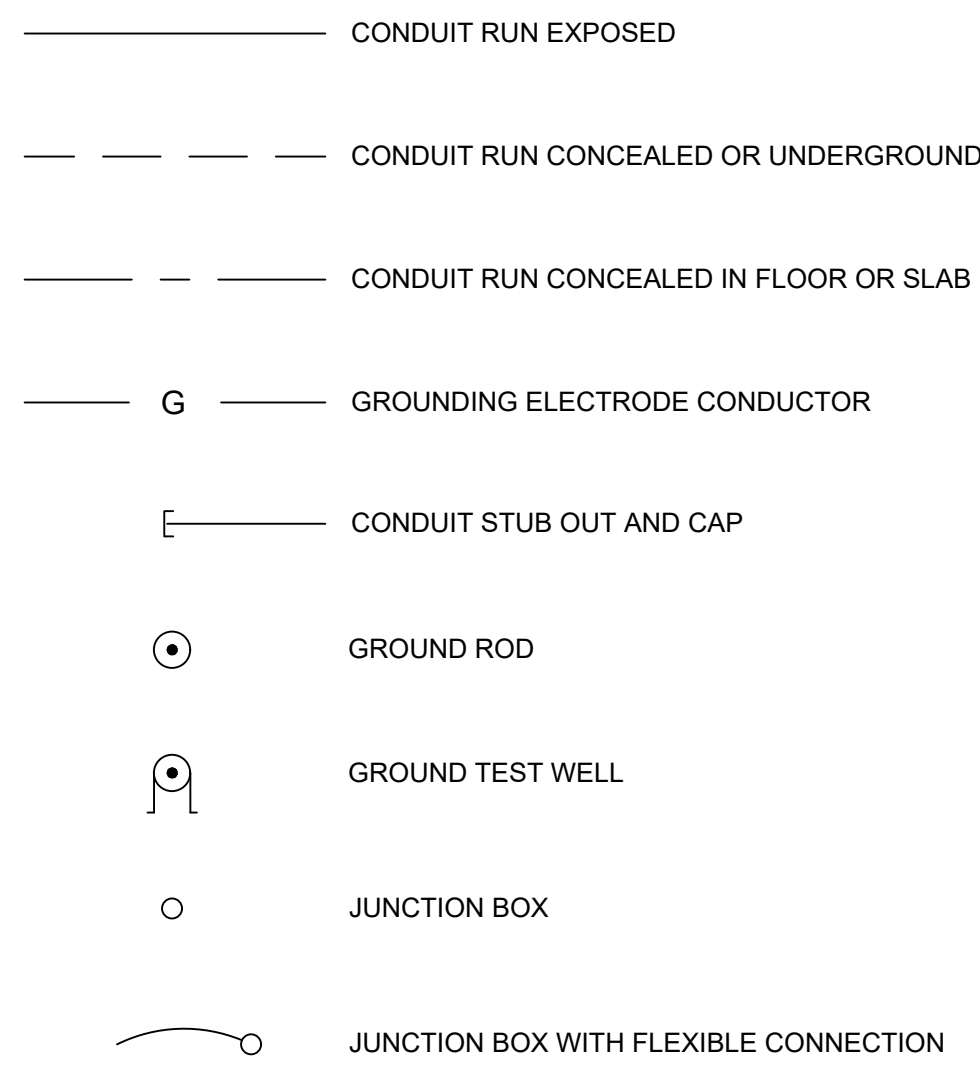 CONDUIT RUN EXPOSED
CONDUIT RUN CONCEALED OR UNDERGROUND
CONDUIT RUN CONCEALED IN FLOOR OR SLAB
G GROUNDING ELECTRODE CONDUCTOR
CONDUIT STUB OUT AND CAP
GROUND ROD
GROUND TEST WELL
JUNCTION BOX
JUNCTION BOX WITH FLEXIBLE CONNECTION